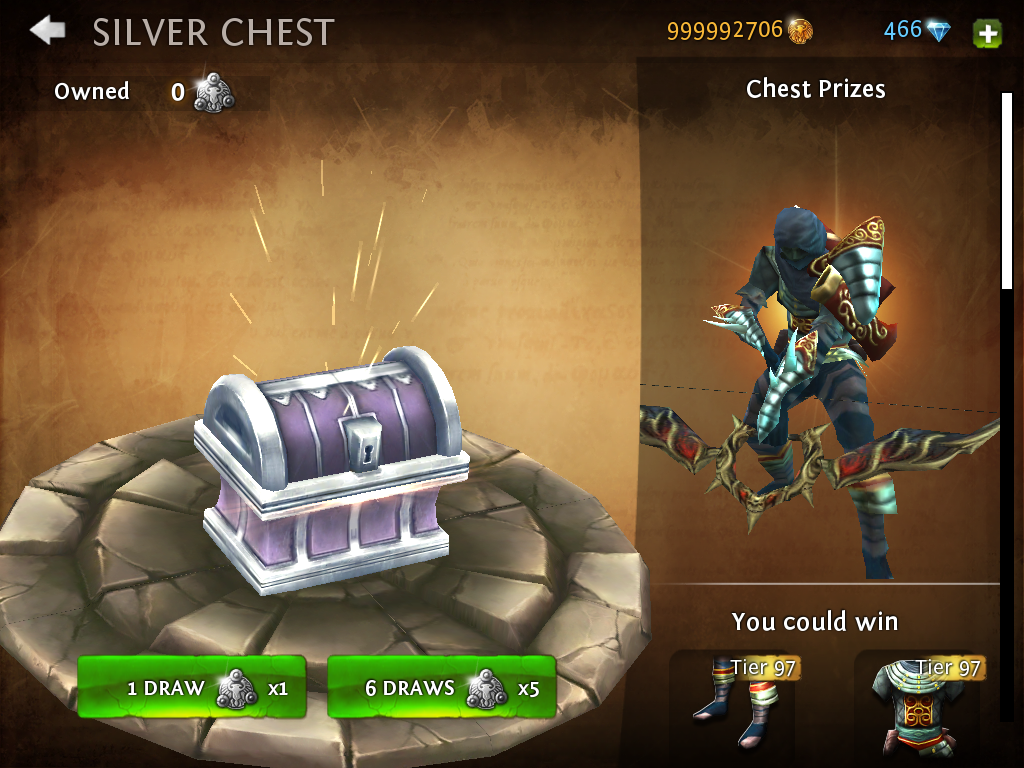 SILVER CHEST
999992706
466
Owned 0
Chest Prizes
You could win
Tier 97
Tier 97
1 DRAW x1
6 DRAWS x5